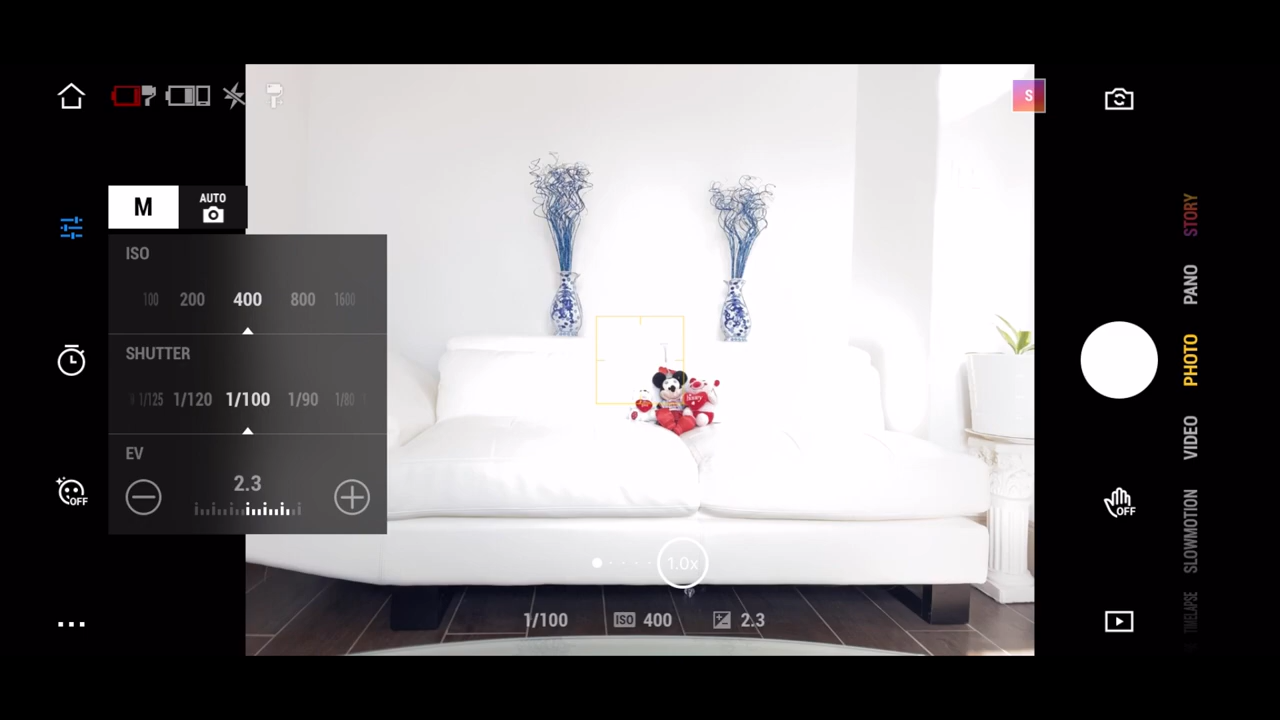 S
M
AUTO
ISO
100 200 400 800 1600
SHUTTER
1/125 1/120 1/100 1/90 1/80
EV
2.3
OFF
1.0x
1/100 ISO 400 2.3
STORY
PANO
PHOTO
VIDEO
SLOWMOTION
TIMELAPSE
OFF